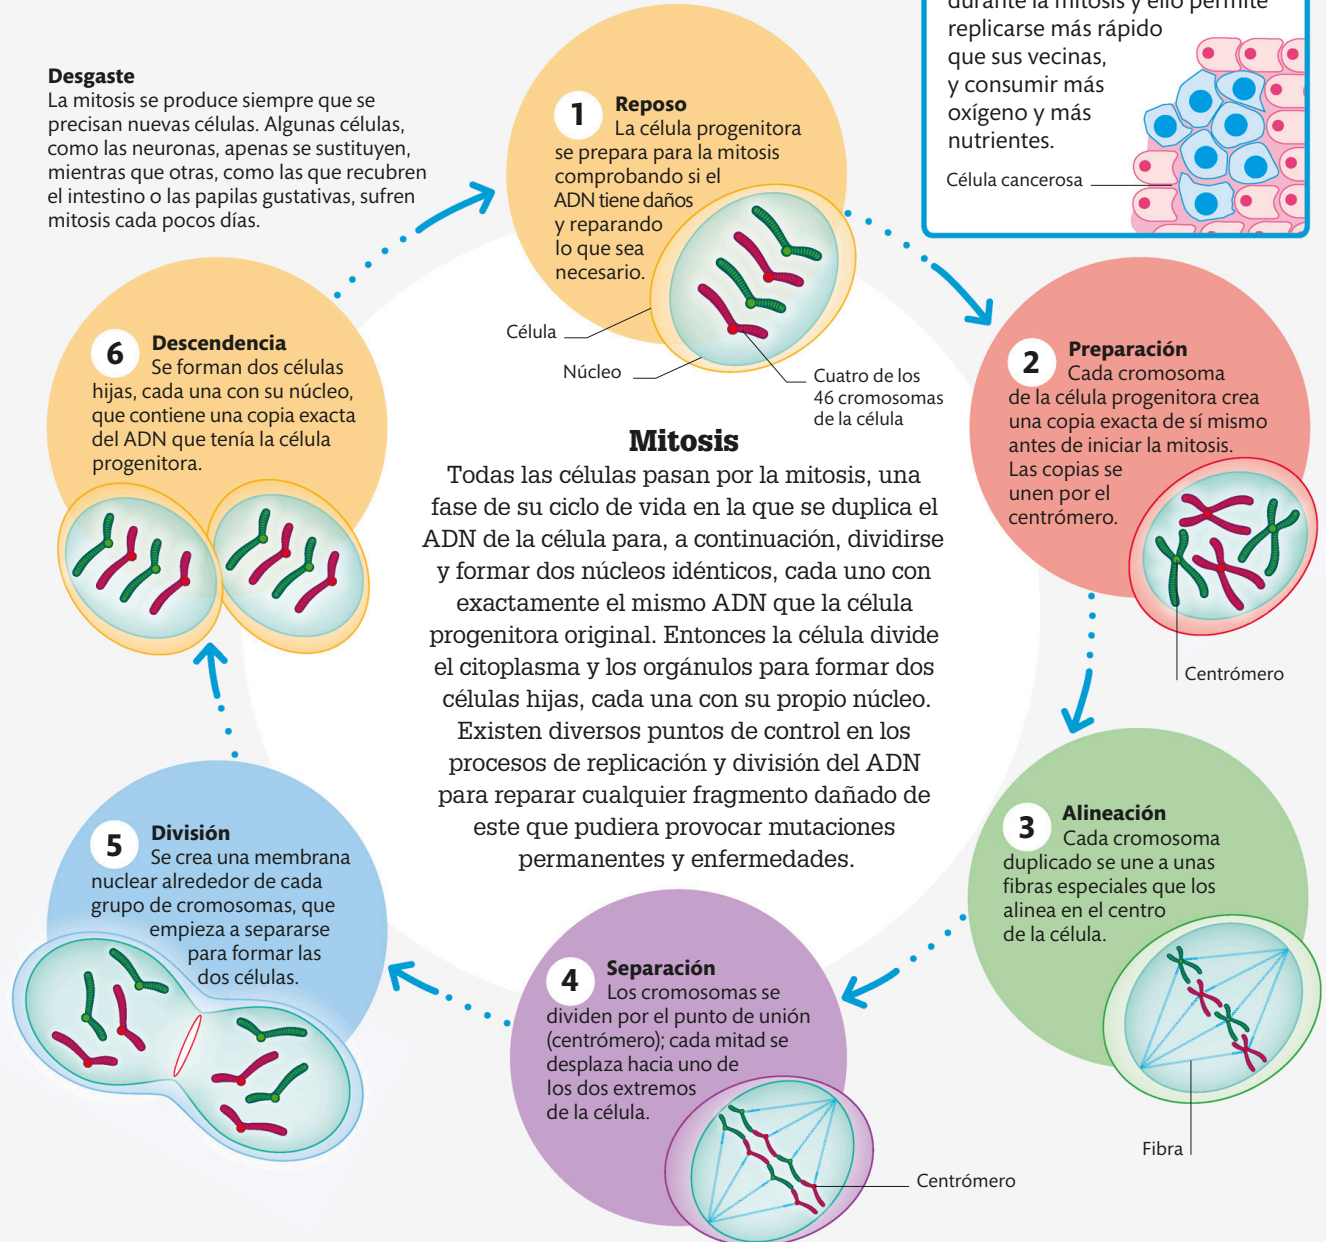 durante la mitosis y ello permite
replicarse más rápido
que sus vecinas,
y consumir más
oxígeno y más
nutrientes.
Célula cancerosa
Desgaste
La mitosis se produce siempre que se
precisan nuevas células. Algunas células,
como las neuronas, apenas se sustituyen,
mientras que otras, como las que recubren
el intestino o las papilas gustativas, sufren
mitosis cada pocos días.
1 Reposo
La célula progenitora
se prepara para la mitosis
comprobando si el
ADN tiene daños
y reparando
lo que sea
necesario.
Célula
Núcleo
Cuatro de los
46 cromosomas
de la célula
2 Preparación
Cada cromosoma
de la célula progenitora crea
una copia exacta de sí mismo
antes de iniciar la mitosis.
Las copias se
unen por el
centrómero.
Centrómero
3 Alineación
Cada cromosoma
duplicado se une a unas
fibras especiales que los
alinea en el centro
de la célula.
Fibra
4 Separación
Los cromosomas se
dividen por el punto de unión
(centrómero); cada mitad se
desplaza hacia uno de
los dos extremos
de la célula.
Centrómero
5 División
Se crea una membrana
nuclear alrededor de cada
grupo de cromosomas, que
empieza a separarse
para formar las
dos células.
6 Descendencia
Se forman dos células
hijas, cada una con su núcleo,
que contiene una copia exacta
del ADN que tenía la célula
progenitora.
Mitosis
Todas las células pasan por la mitosis, una
fase de su ciclo de vida en la que se duplica el
ADN de la célula para, a continuación, dividirse
y formar dos núcleos idénticos, cada uno con
exactamente el mismo ADN que la célula
progenitora original. Entonces la célula divide
el citoplasma y los orgánulos para formar dos
células hijas, cada una con su propio núcleo.
Existen diversos puntos de control en los
procesos de replicación y división del ADN
para reparar cualquier fragmento dañado de
este que pudiera provocar mutaciones
permanentes y enfermedades.